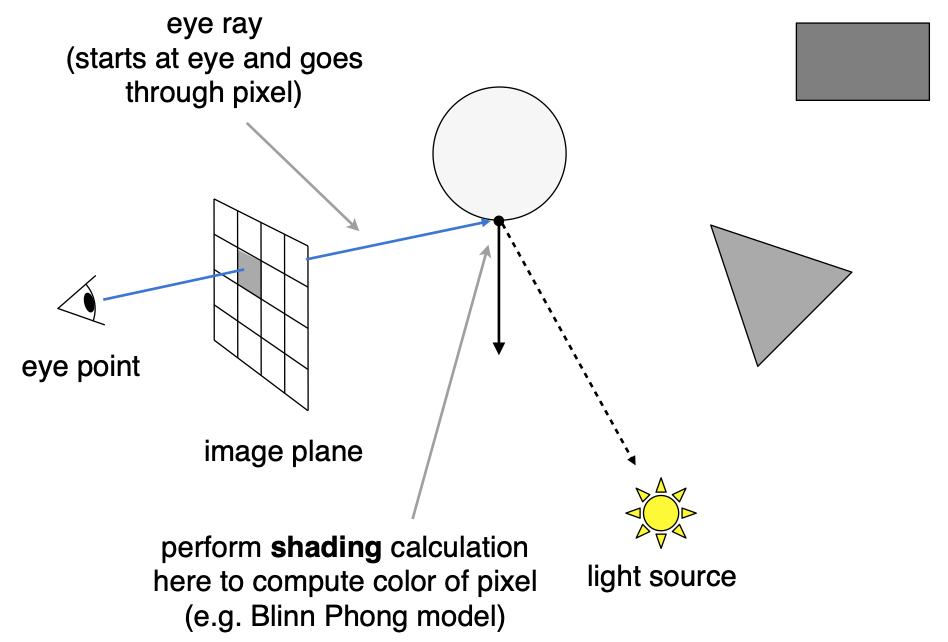 eye ray
(starts at eye and goes
through pixel)
eye point
image plane
perform shading calculation
here to compute color of pixel
(e.g. Blinn Phong model)
light source